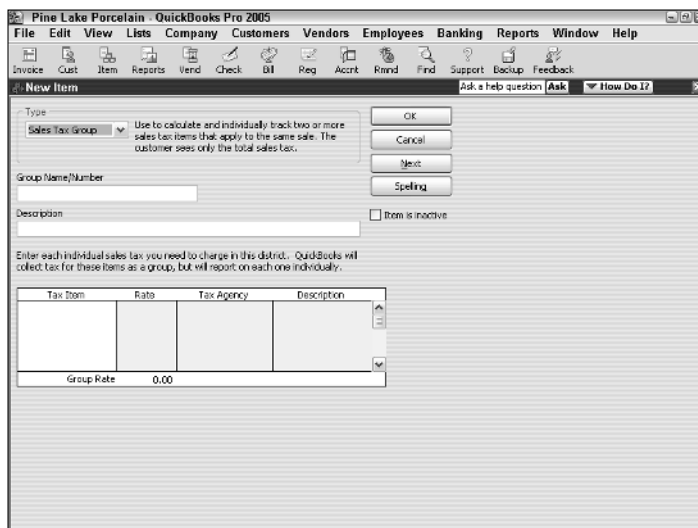 Pine Lake Porcelain - QuickBooks Pro 2005
File Edit View Lists Company Customers Vendors Employees Banking Reports Window Help
Invoice Cust Item Reports Vend Check Bill Reg Accnt Rmnd Find Support Backup Feedback
New Item Ask a help question Ask How Do I?
Type
Sales Tax Group
Use to calculate and individually track two or more
sales tax items that apply to the same sale. The
customer sees only the total sales tax.
OK
Cancel
Next
Spelling
Group Name/Number
Description
Item is inactive
Enter each individual sales tax you need to charge in this district. QuickBooks will
collect tax for these items as a group, but will report on each one individually.
Tax Item Rate Tax Agency Description
Group Rate 0.00